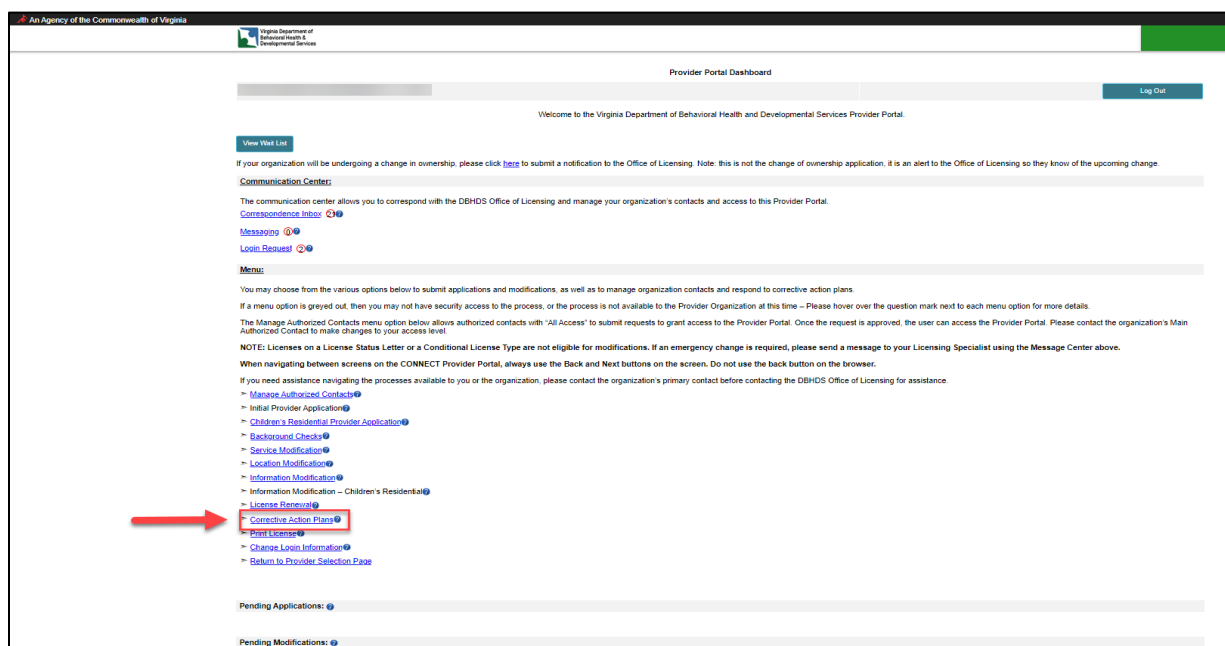 An Agency of the Commonwealth of Virginia
Virginia Department of
Behavioral Health &
Developmental Services
Provider Portal Dashboard
Log Out
Welcome to the Virginia Department of Behavioral Health and Developmental Services Provider Portal.
View Wait List
If your organization will be undergoing a change in ownership, please click here to submit a notification to the Office of Licensing. Note: this is not the change of ownership application, it is an alert to the Office of Licensing so they know of the upcoming change.
Communication Center:
The communication center allows you to correspond with the DBHDS Office of Licensing and manage your organization's contacts and access to this Provider Portal.
Correspondence Inbox ?
Messaging 0 ?
Login Request 2 ?
Menu:
You may choose from the various options below to submit applications and modifications, as well as to manage organization contacts and respond to corrective action plans.
If a menu option is greyed out, then you may not have security access to the process, or the process is not available to the Provider Organization at this time – Please hover over the question mark next to each menu option for more details.
The Manage Authorized Contacts menu option below allows authorized contacts with "All Access" to submit requests to grant access to the Provider Portal. Once the request is approved, the user can access the Provider Portal. Please contact the organization's Main
Authorized Contact to make changes to your access level.
NOTE: Licenses on a License Status Letter or a Conditional License Type are not eligible for modifications. If an emergency change is required, please send a message to your Licensing Specialist using the Message Center above.
When navigating between screens on the CONNECT Provider Portal, always use the Back and Next buttons on the screen. Do not use the back button on the browser.
If you need assistance navigating the processes available to you or the organization, please contact the organization's primary contact before contacting the DBHDS Office of Licensing for assistance.
➣ Manage Authorized Contacts ?
➣ Initial Provider Application ?
➣ Children's Residential Provider Application ?
➣ Background Checks ?
➣ Service Modification ?
➣ Location Modification ?
➣ Information Modification ?
➣ Information Modification – Children's Residential ?
➣ License Renewal ?
➣ Corrective Action Plans ?
➣ Print License ?
➣ Change Login Information ?
➣ Return to Provider Selection Page
Pending Applications: ?
Pending Modifications: ?